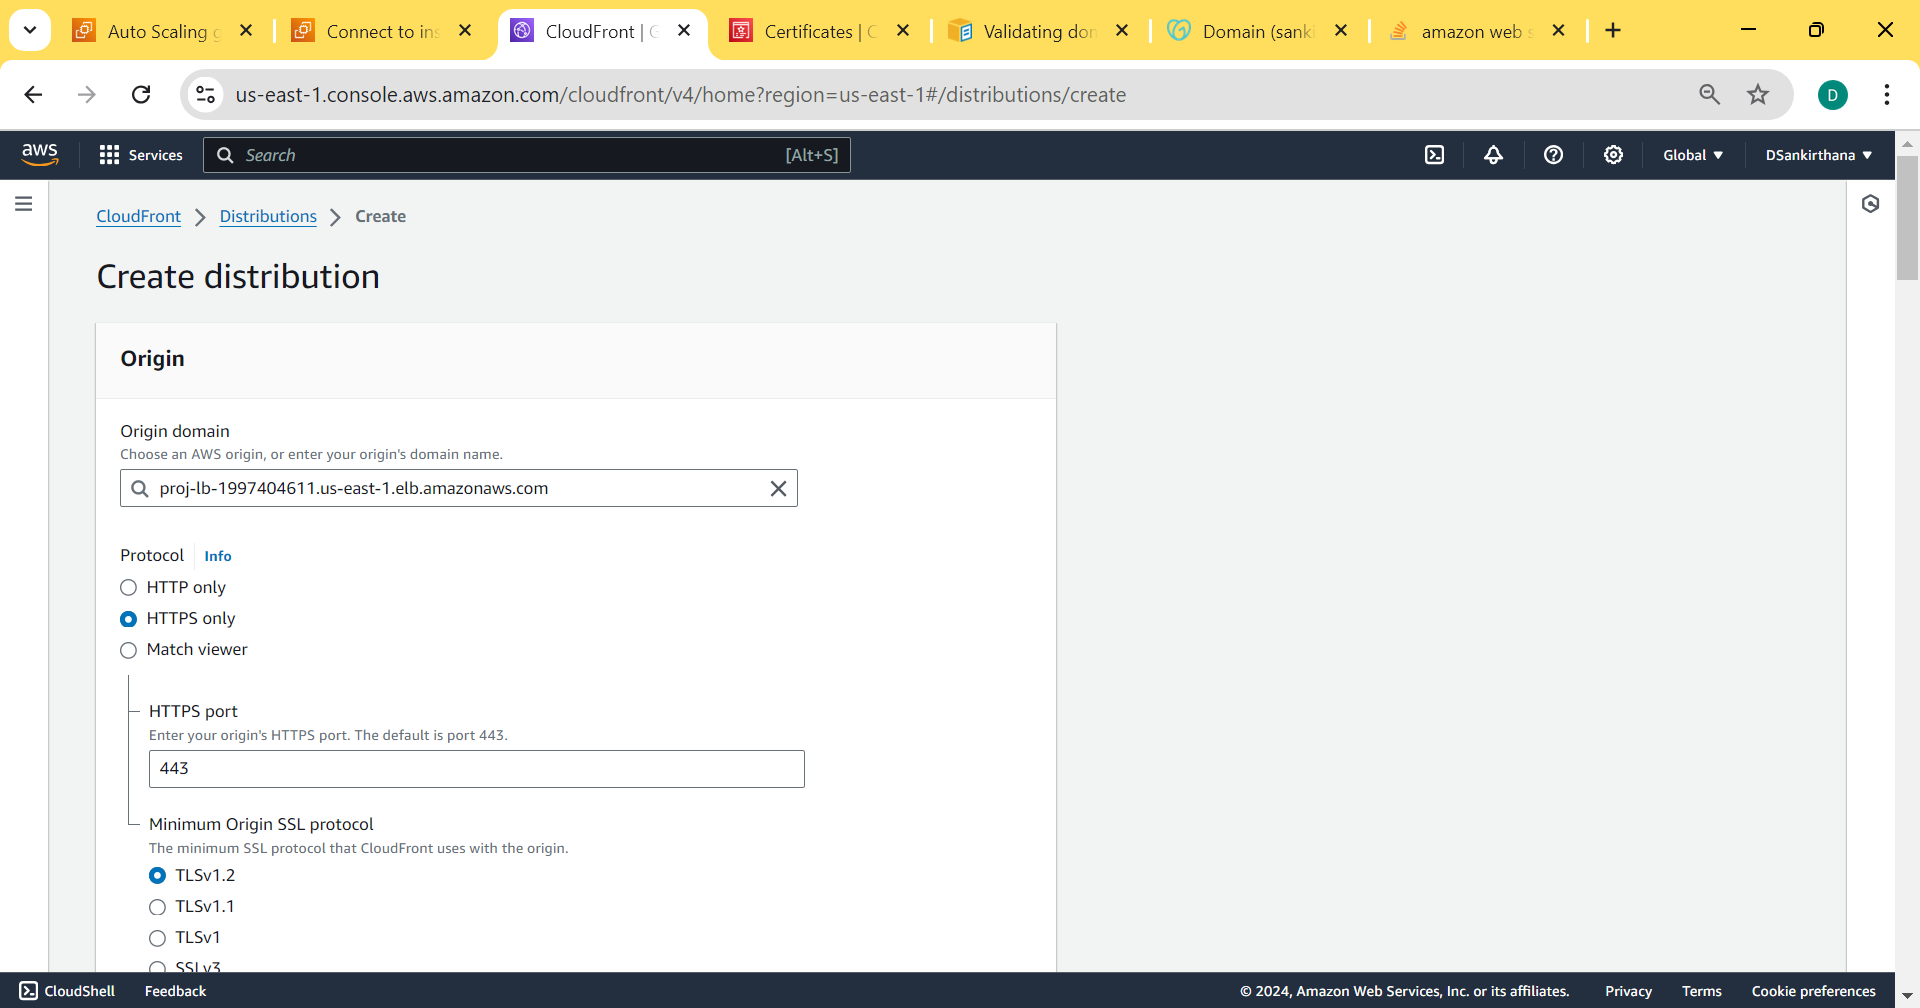 Auto Scaling g
Connect to ins
CloudFront | G
Certificates | C
Validating don
Domain (sanki
amazon web s
us-east-1.console.aws.amazon.com/cloudfront/v4/home?region=us-east-1#/distributions/create
D
aws
Services
Search
[Alt+S]
Global
DSankirthana
CloudFront
Distributions
Create
Create distribution
Origin
Origin domain
Choose an AWS origin, or enter your origin's domain name.
proj-lb-1997404611.us-east-1.elb.amazonaws.com
Protocol
Info
HTTP only
HTTPS only
Match viewer
HTTPS port
Enter your origin's HTTPS port. The default is port 443.
443
Minimum Origin SSL protocol
The minimum SSL protocol that CloudFront uses with the origin.
TLSv1.2
TLSv1.1
TLSv1
SSLv3
CloudShell
Feedback
© 2024, Amazon Web Services, Inc. or its affiliates.
Privacy
Terms
Cookie preferences